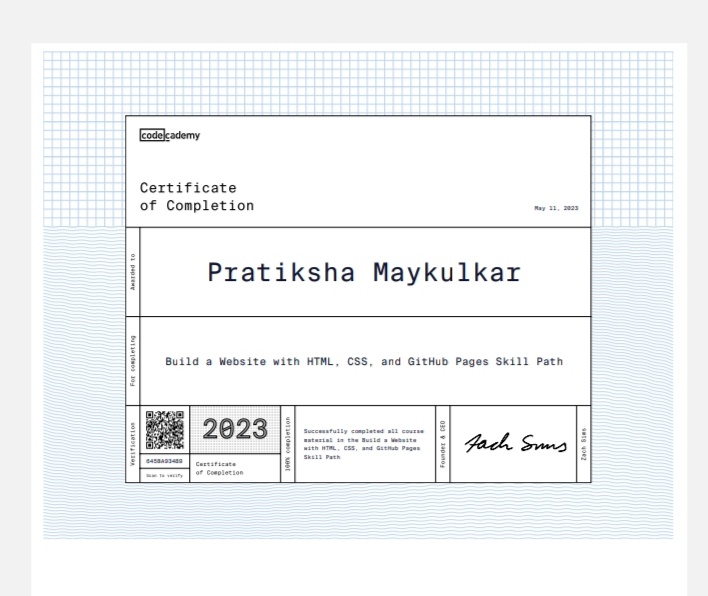 codecademy
Certificate
of Completion
May 11, 2023
Awarded to
Pratiksha Maykulkar
For completing
Build a Website with HTML, CSS, and GitHub Pages Skill Path
Verification
Scan to verify
2023
Certificate
of Completion
100% completion
Successfully completed all course
material in the Build a Website
with HTML, CSS, and GitHub Pages
Skill Path
Founder & CEO
Zach Sims
Zach Sims